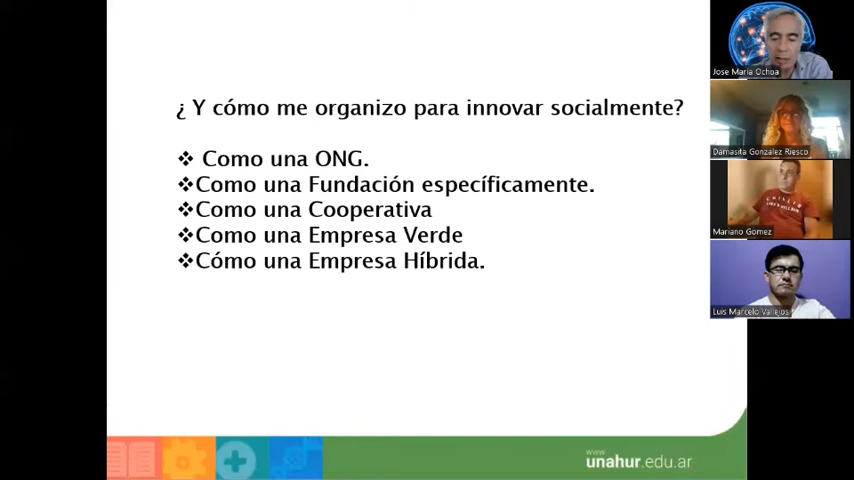 ¿ Y cómo me organizo para innovar socialmente?
❖ Como una ONG.
❖Como una Fundación específicamente.
❖Como una Cooperativa
❖Como una Empresa Verde
❖Cómo una Empresa Híbrida.
www
unahur.edu.ar
Jose Maria Ochoa
Damasita Gonzalez Riesco
Mariano Gomez
Luis Marcelo Vallejos